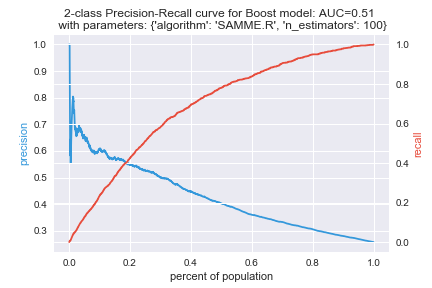 2-class Precision-Recall curve for Boost model: AUC=0.51
with parameters: {'algorithm': 'SAMME.R', 'n_estimators': 100}
1.0
0.9
0.8
0.7
0.6
0.5
0.4
0.3
precision
1.0
0.8
0.6
0.4
0.2
0.0
recall
0.0 0.2 0.4 0.6 0.8 1.0
percent of population